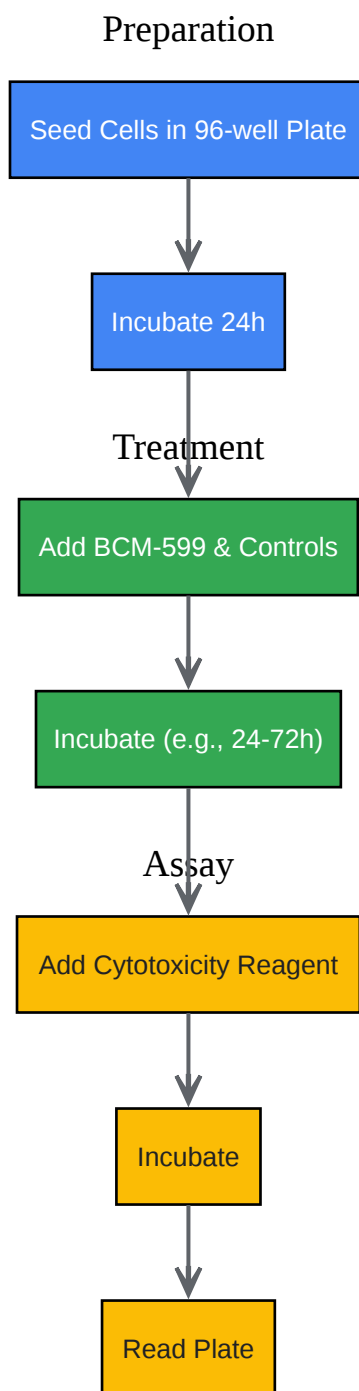 Preparation
Seed Cells in 96-well Plate
Incubate 24h
Treatment
Add BCM-599 & Controls
Incubate (e.g., 24-72h)
Assay
Add Cytotoxicity Reagent
Incubate
Read Plate